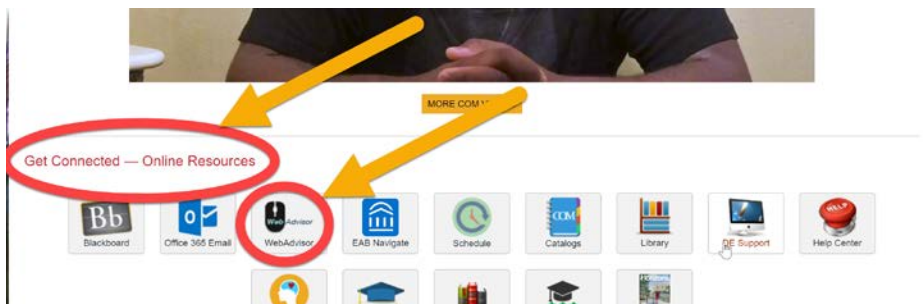 MORE COM V
Get Connected — Online Resources
Bb
Blackboard
Office 365 Email
Web Advisor
WebAdvisor
EAB Navigate
Schedule
COM
Catalogs
Library
DE Support
HELP
Help Center